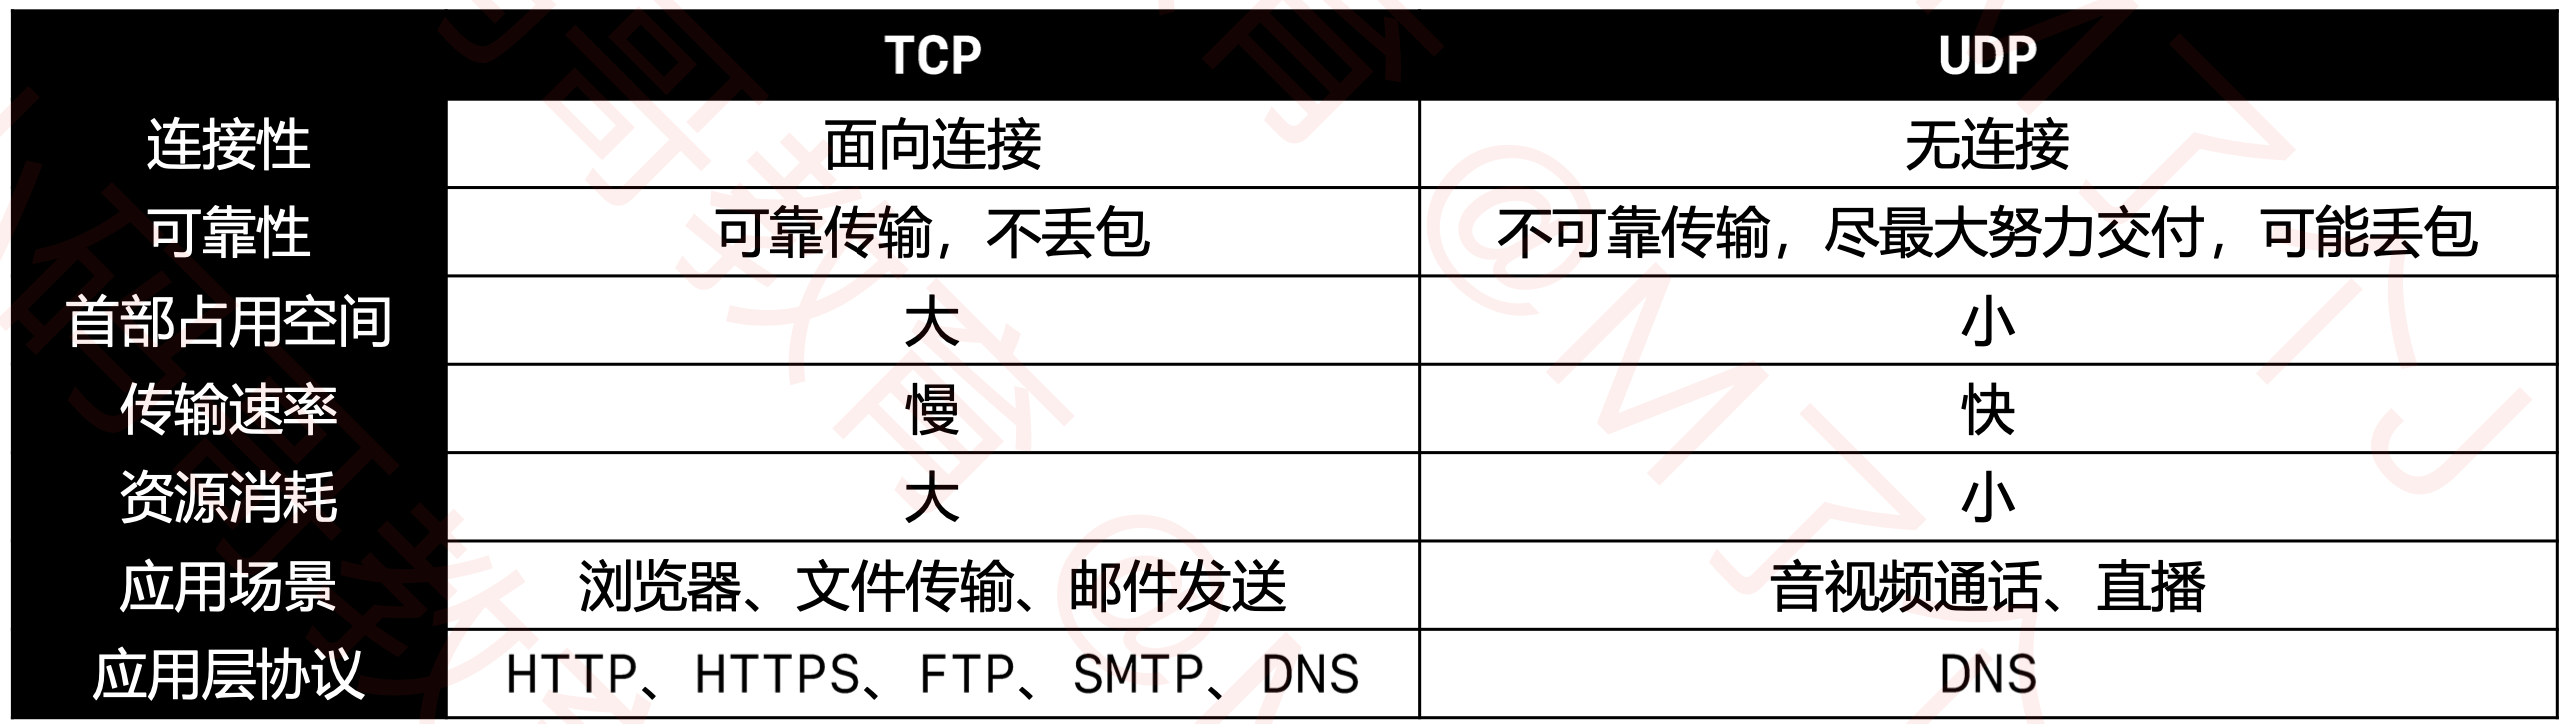 TCP UDP
连接性 面向连接 无连接
可靠性 可靠传输，不丢包 不可靠传输，尽最大努力交付，可能丢包
首部占用空间 大 小
传输速率 慢 快
资源消耗 大 小
应用场景 浏览器、文件传输、邮件发送 音视频通话、直播
应用层协议 HTTP、HTTPS、FTP、SMTP、DNS DNS